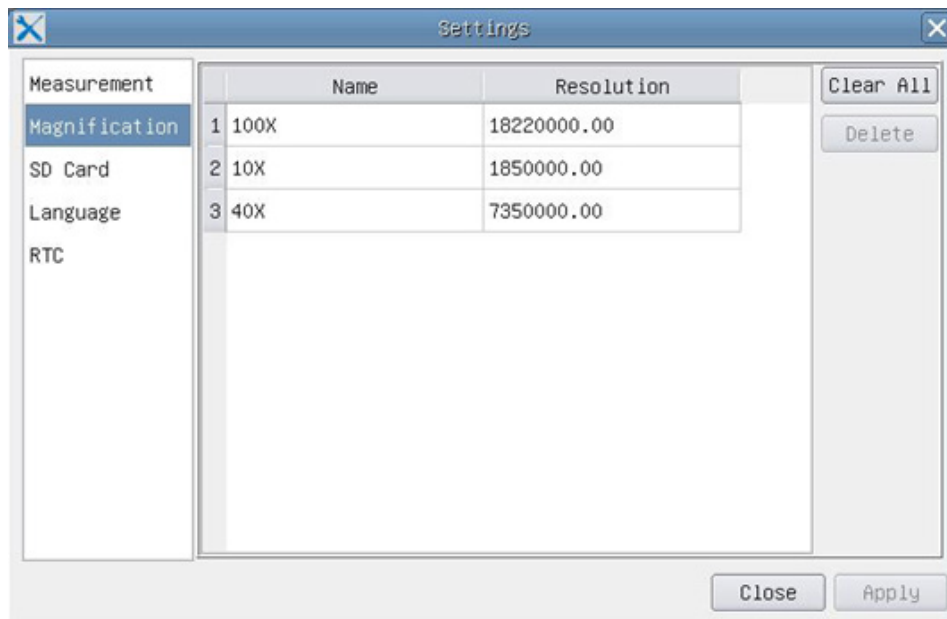 Settings
Measurement
Magnification
SD Card
Language
RTC
Name Resolution
1 100X 18220000.00
2 10X 1850000.00
3 40X 7350000.00
Clear All
Delete
Close Apply